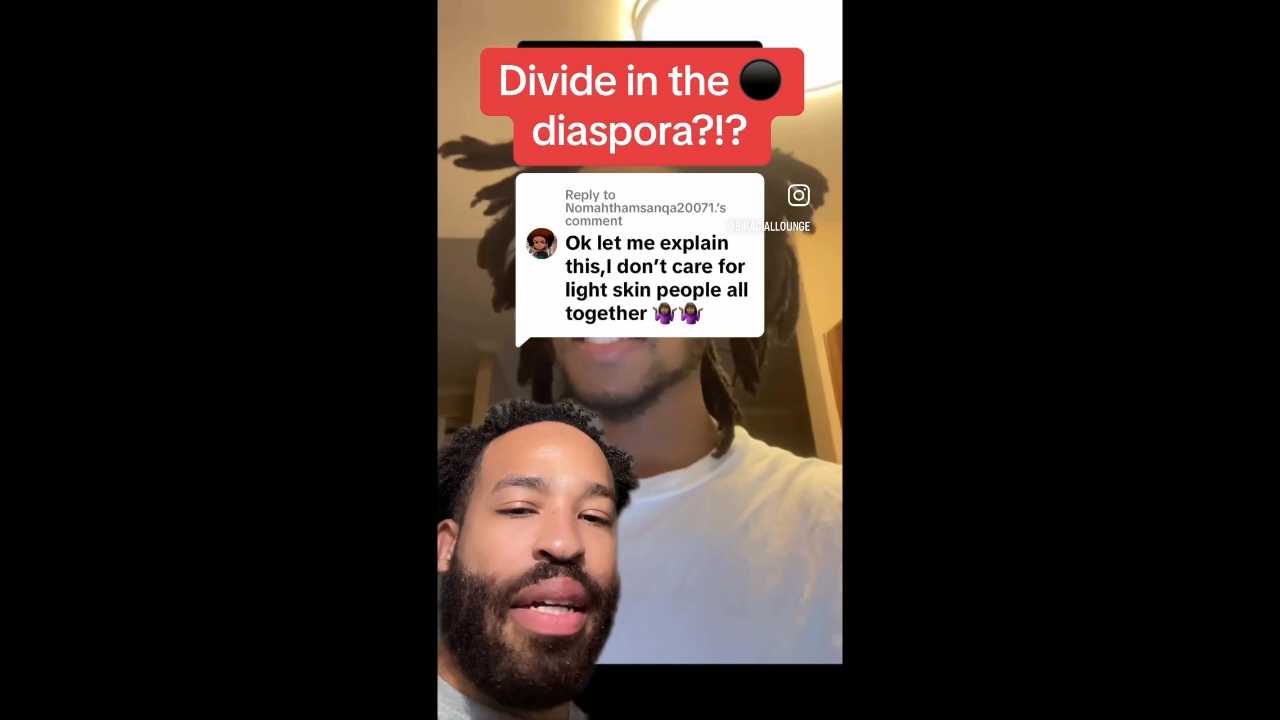 Divide in the ⚫
diaspora?!?
Reply to
Nomahthamsanqa20071.'s
comment
Ok let me explain
this,I don't care for
light skin people all
together 🤷🏾‍♀️🤷🏾‍♀️
@BIRACIALLOUNGE